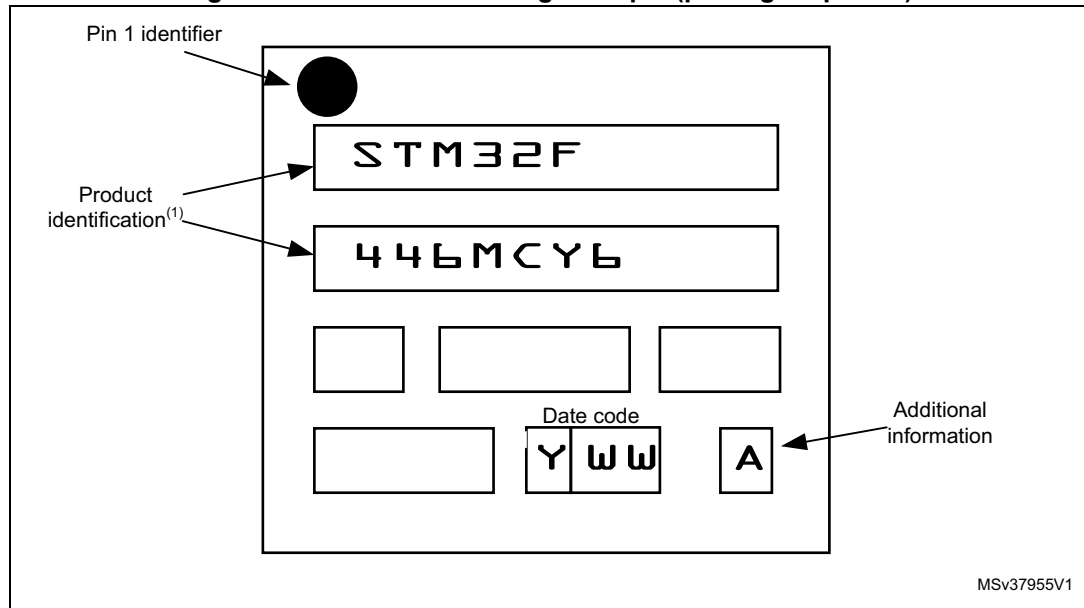 Pin 1 identifier
STM32F
Product
identification(1)
446MCY6
Date code
Y WW
A
Additional
information
MSv37955V1